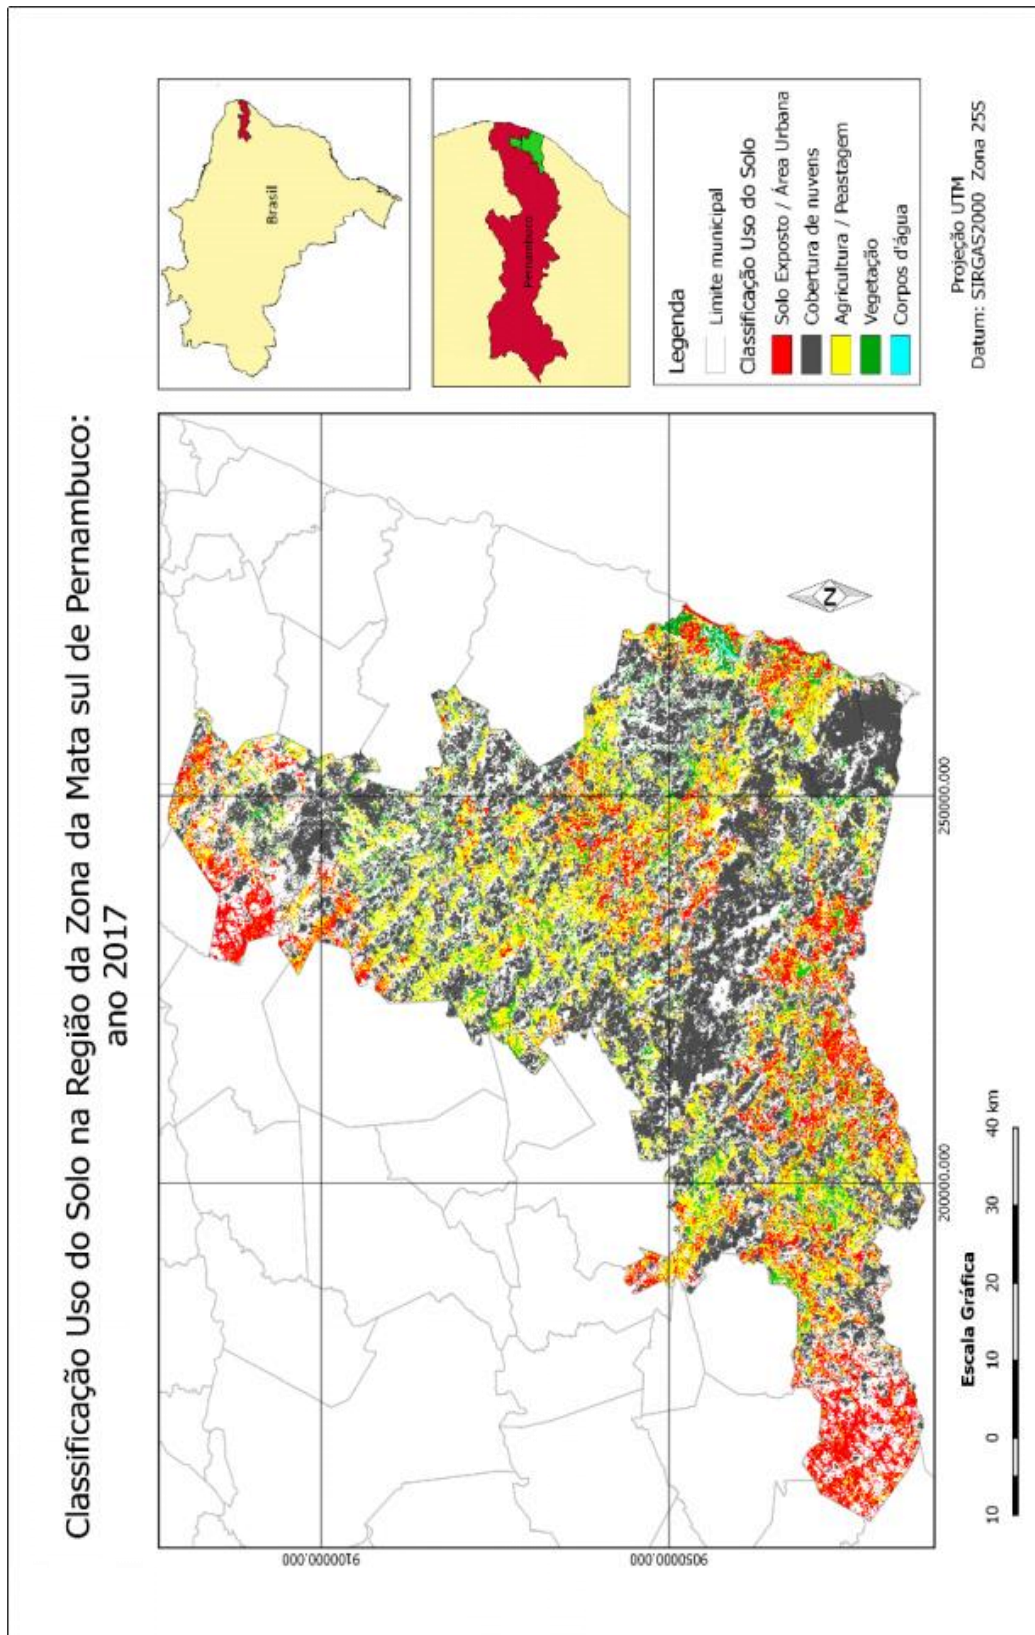 Classificação Uso do Solo na Região da Zona da Mata sul de Pernambuco:
ano 2017
9100000.000
9050000.000
200000.000
250000.000
N
Escala Gráfica
10 0 10 20 30 40 km
Brasil
Pernambuco
Legenda
Limite municipal
Classificação Uso do Solo
Solo Exposto / Área Urbana
Cobertura de nuvens
Agricultura / Peastagem
Vegetação
Corpos d'água
Projeção UTM
Datum: SIRGAS2000 Zona 25S